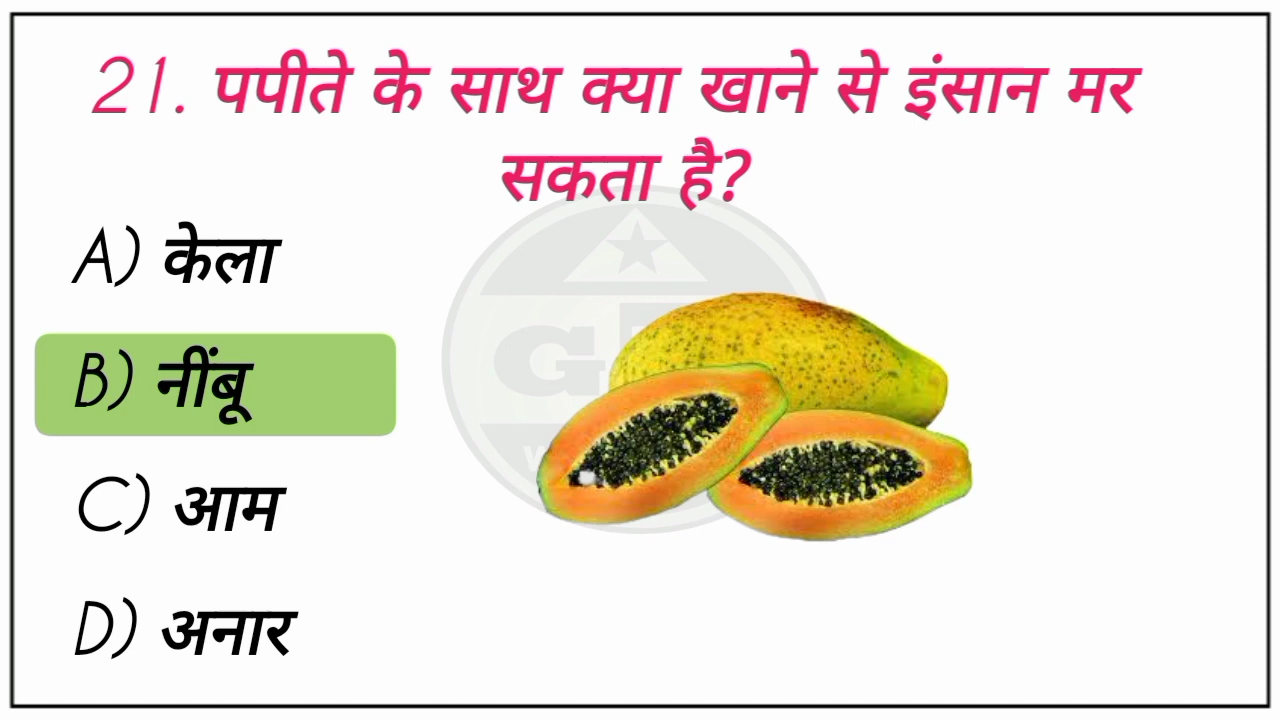 21. पपीते के साथ क्या खाने से इंसान मर
सकता है?
A) केला
B) नींबू
C) आम
D) अनार